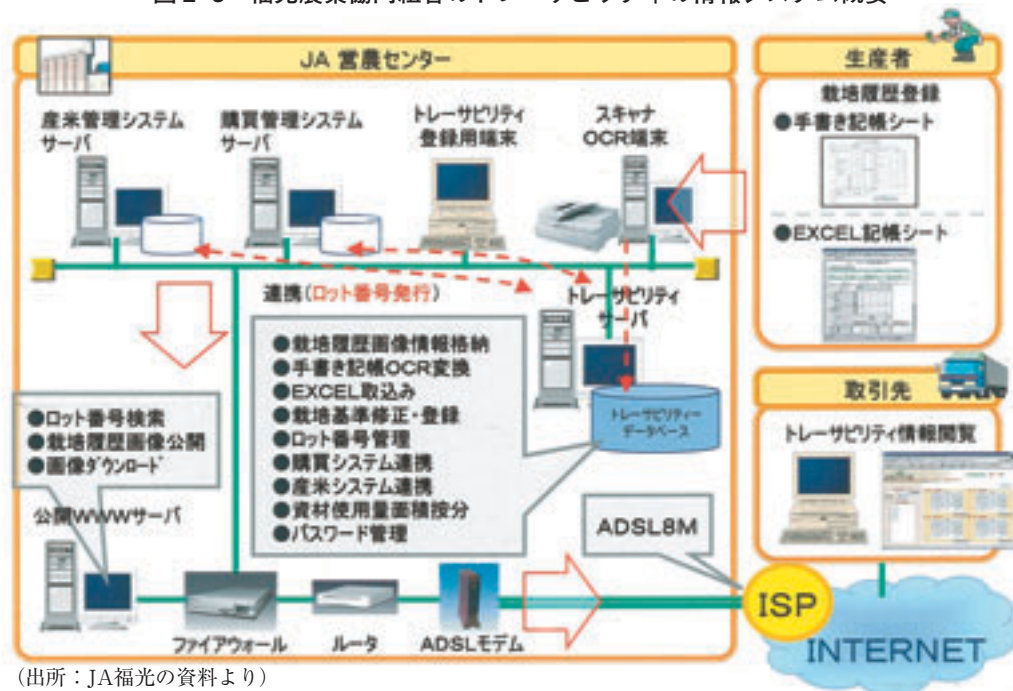 JA 営農センター
産米管理システム
サーバ
購買管理システム
サーバ
トレーサビリティ
登録用端末
スキャナ
OCR端末
連携(ロット番号発行)
トレーサビリティ
サーバ
●栽培履歴画像情報格納
●手書き記帳OCR変換
●EXCEL取込み
●栽培基準修正・登録
●ロット番号管理
●購買システム連携
●産米システム連携
●資材使用量面積按分
●パスワード管理
トレーサビリティー
データベース
●ロット番号検索
●栽培履歴画像公開
●画像ダウンロード
公開WWWサーバ
ファイアウォール
ルータ
ADSLモデム
ADSL8M
生産者
栽培履歴登録
●手書き記帳シート
●EXCEL記帳シート
取引先
トレーサビリティ情報閲覧
ISP
INTERNET
(出所：JA福光の資料より)